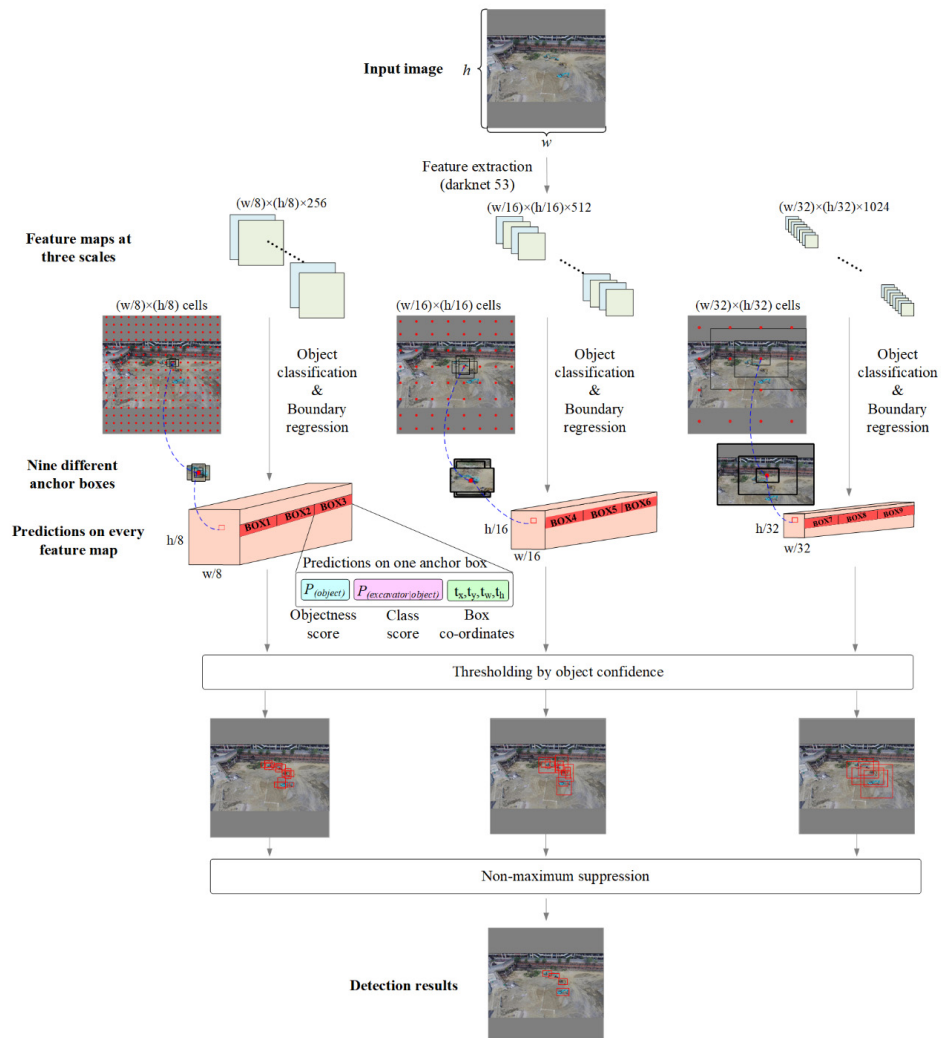 Input image
h
w
Feature extraction
(darknet 53)
(w/8)×(h/8)×256
(w/16)×(h/16)×512
(w/32)×(h/32)×1024
Feature maps at
three scales
(w/8)×(h/8) cells
(w/16)×(h/16) cells
(w/32)×(h/32) cells
Object
classification
&
Boundary
regression
Object
classification
&
Boundary
regression
Object
classification
&
Boundary
regression
Nine different
anchor boxes
Predictions on every
feature map
BOX1 BOX2 BOX3
h/8
w/8
BOX4 BOX5 BOX6
h/16
w/16
BOX7 BOX8 BOX9
h/32
w/32
Predictions on one anchor box
P(object) P(excavator|object) tx,ty,tw,th
Objectness
score
Class
score
Box
co-ordinates
Thresholding by object confidence
Non-maximum suppression
Detection results